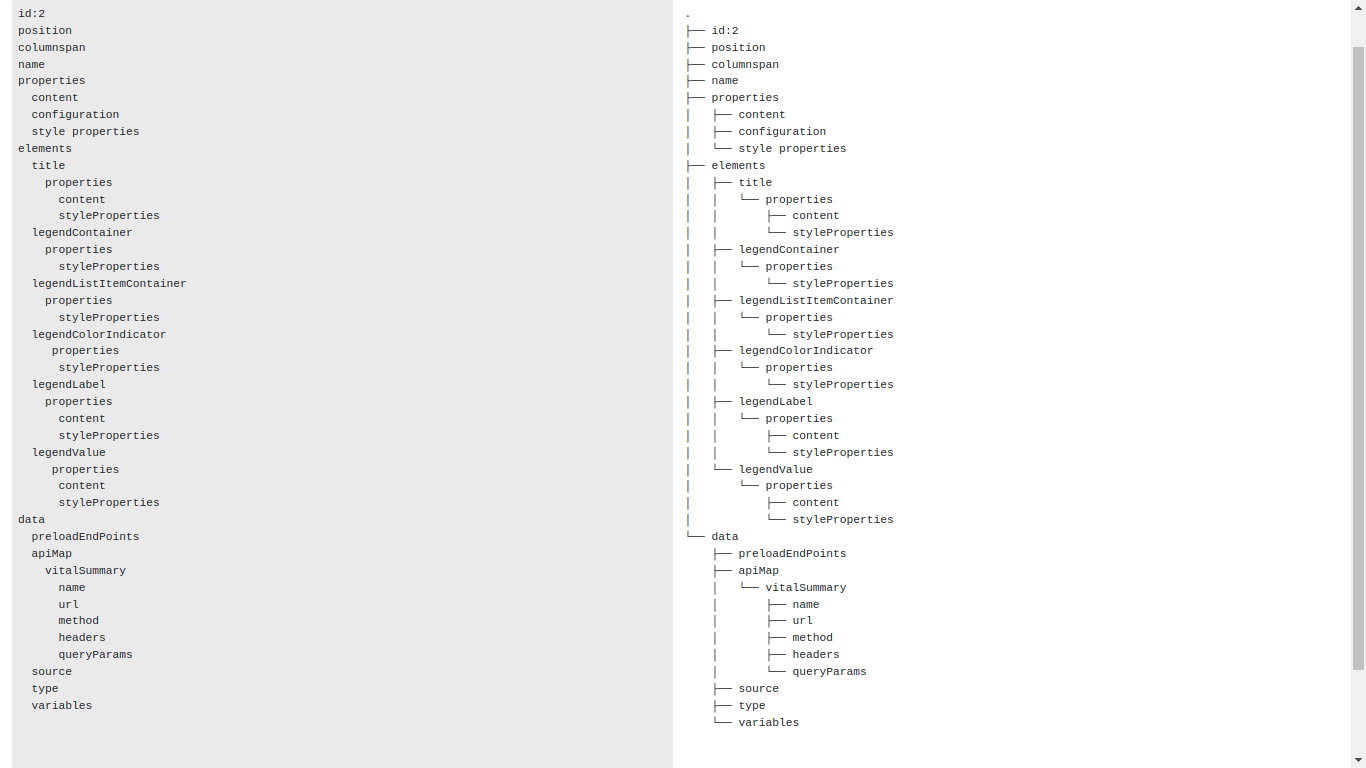 id:2
position
columnspan
name
properties
  content
  configuration
  style properties
elements
  title
    properties
      content
      styleProperties
  legendContainer
    properties
      styleProperties
  legendListItemContainer
    properties
      styleProperties
  legendColorIndicator
     properties
      styleProperties
  legendLabel
    properties
      content
      styleProperties
  legendValue
     properties
      content
      styleProperties
data
  preloadEndPoints
  apiMap
    vitalSummary
      name
      url
      method
      headers
      queryParams
  source
  type
  variables
.
├── id:2
├── position
├── columnspan
├── name
├── properties
│   ├── content
│   ├── configuration
│   └── style properties
├── elements
│   ├── title
│   │   └── properties
│   │       ├── content
│   │       └── styleProperties
│   ├── legendContainer
│   │   └── properties
│   │       └── styleProperties
│   ├── legendListItemContainer
│   │   └── properties
│   │       └── styleProperties
│   ├── legendColorIndicator
│   │   └── properties
│   │       └── styleProperties
│   ├── legendLabel
│   │   └── properties
│   │       ├── content
│   │       └── styleProperties
│   └── legendValue
│       └── properties
│           ├── content
│           └── styleProperties
└── data
    ├── preloadEndPoints
    ├── apiMap
    │   └── vitalSummary
    │       ├── name
    │       ├── url
    │       ├── method
    │       ├── headers
    │       └── queryParams
    ├── source
    ├── type
    └── variables